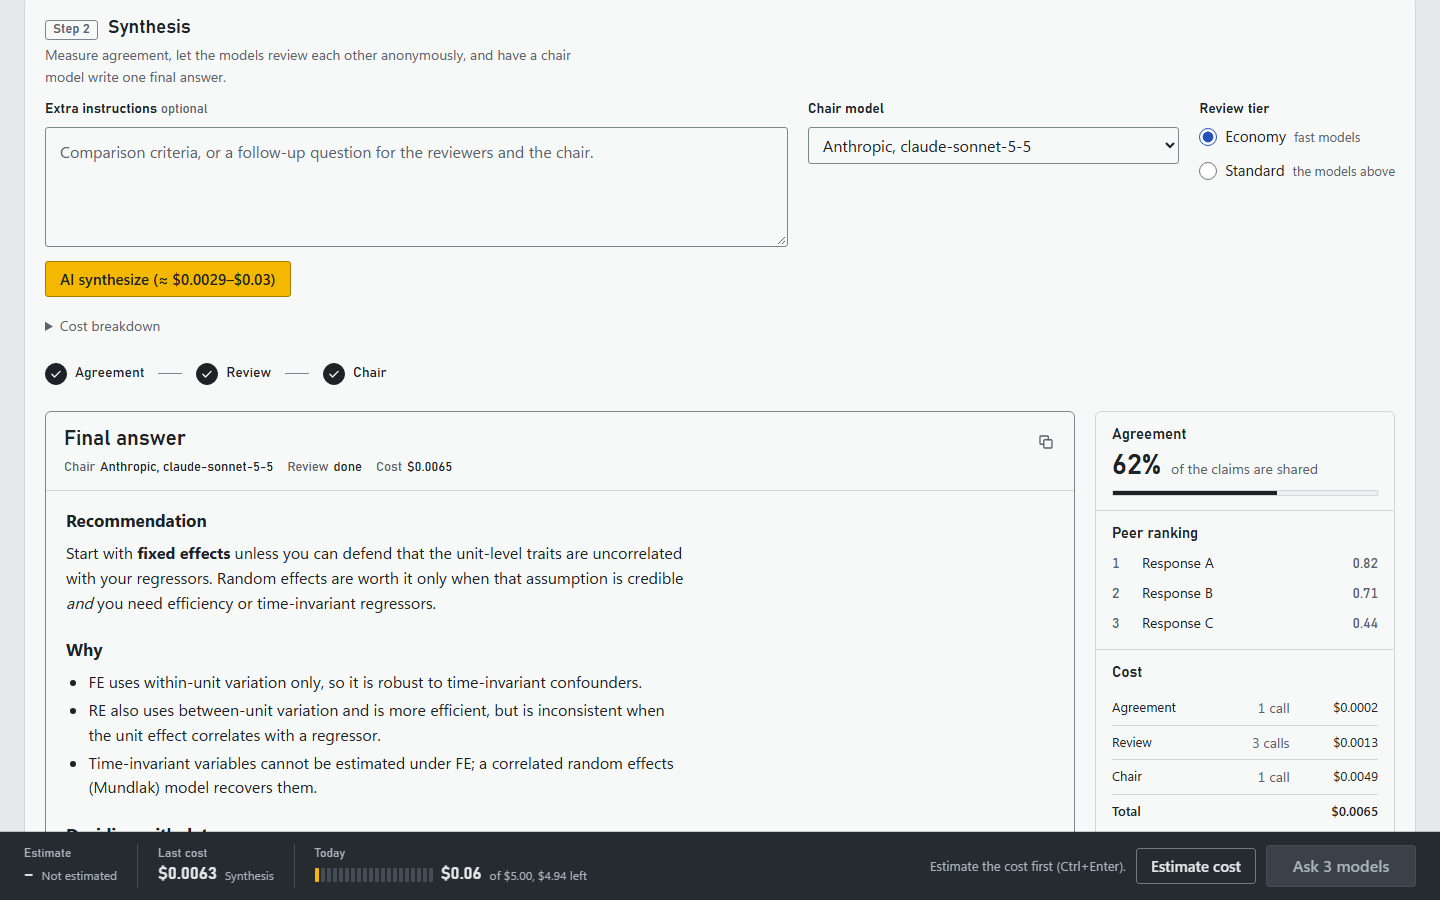 Step 2 Synthesis
Measure agreement, let the models review each other anonymously, and have a chair
model write one final answer.
Extra instructions optional
Comparison criteria, or a follow-up question for the reviewers and the chair.
Chair model
Anthropic, claude-sonnet-5-5
Review tier
Economy fast models
Standard the models above
AI synthesize (≈ $0.0029–$0.03)
Cost breakdown
Agreement
Review
Chair
Final answer
Chair Anthropic, claude-sonnet-5-5 Review done Cost $0.0065
Recommendation
Start with fixed effects unless you can defend that the unit-level traits are uncorrelated
with your regressors. Random effects are worth it only when that assumption is credible
and you need efficiency or time-invariant regressors.
Why
• FE uses within-unit variation only, so it is robust to time-invariant confounders.
• RE also uses between-unit variation and is more efficient, but is inconsistent when
the unit effect correlates with a regressor.
• Time-invariant variables cannot be estimated under FE; a correlated random effects
(Mundlak) model recovers them.
Agreement
62% of the claims are shared
Peer ranking
1 Response A 0.82
2 Response B 0.71
3 Response C 0.44
Cost
Agreement 1 call $0.0002
Review 3 calls $0.0013
Chair 1 call $0.0049
Total $0.0065
Estimate
– Not estimated
Last cost
$0.0063 Synthesis
Today
$0.06 of $5.00, $4.94 left
Estimate the cost first (Ctrl+Enter).
Estimate cost
Ask 3 models